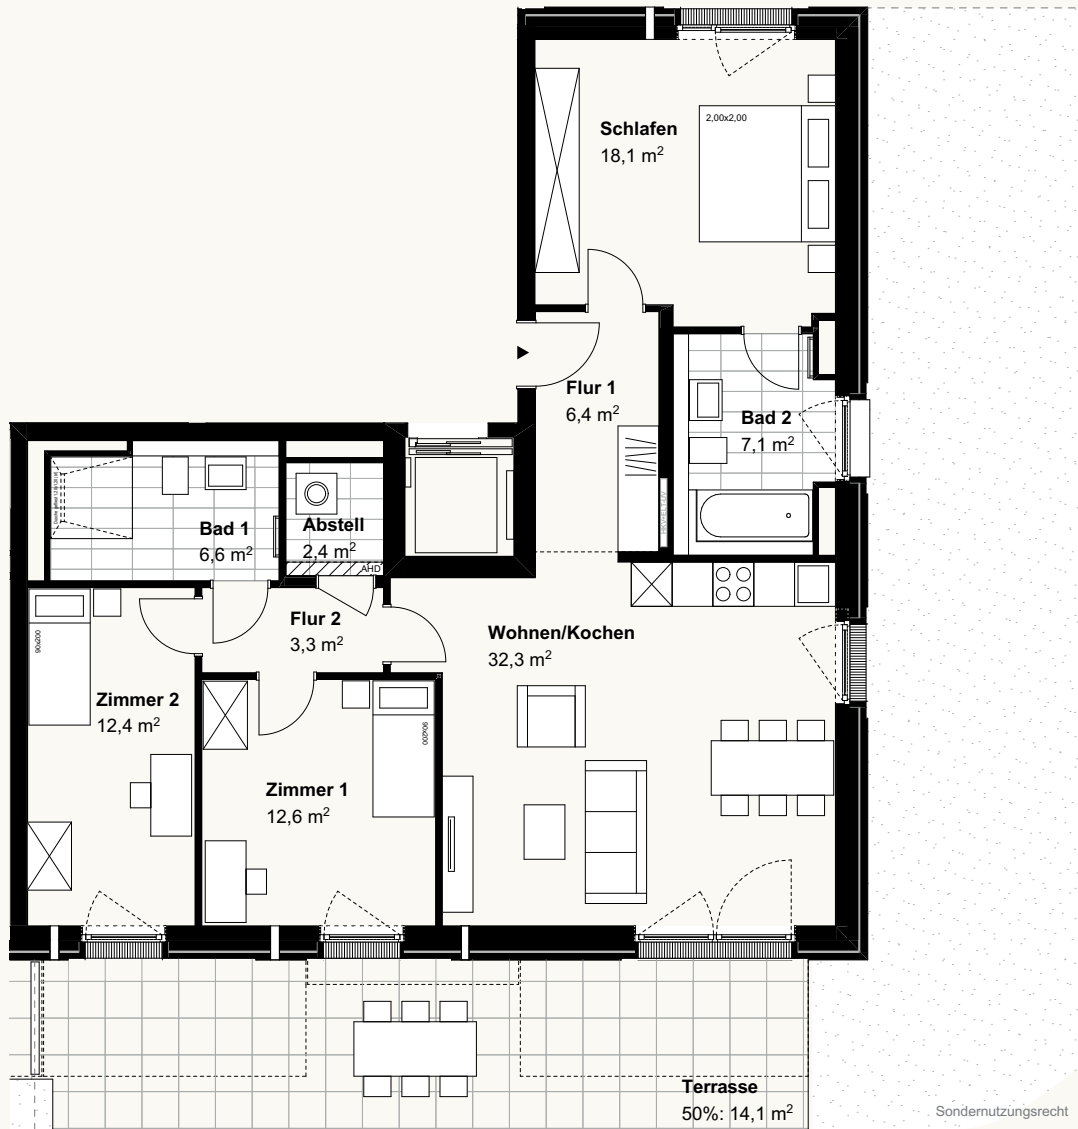 2,00x2,00
Schlafen
18,1 m²
Flur 1
6,4 m²
Bad 2
7,1 m²
Bad 1
6,6 m²
Abstell
2,4 m²
AHD
Flur 2
3,3 m²
Wohnen/Kochen
32,3 m²
90x200
Zimmer 2
12,4 m²
90x200
Zimmer 1
12,6 m²
Terrasse
50%: 14,1 m²
Sondernutzungsrecht